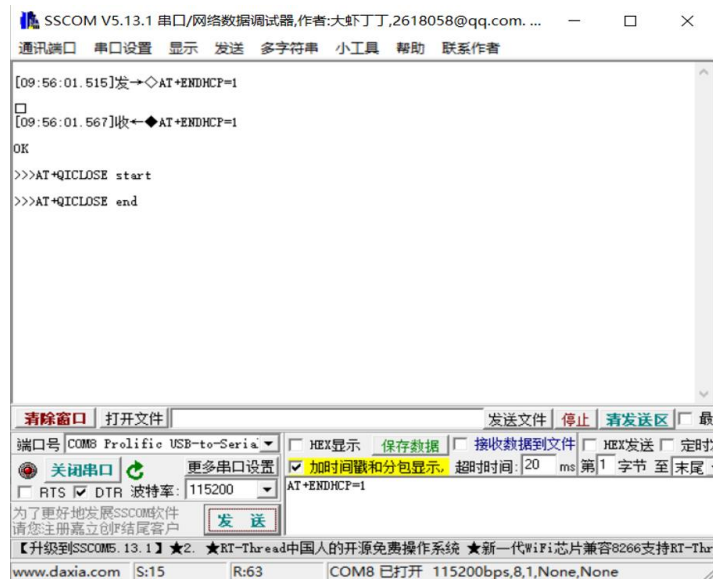 SSCOM V5.13.1 串口/网络数据调试器,作者:大虾丁丁,2618058@qq.com. ...
通讯端口 串口设置 显示 发送 多字符串 小工具 帮助 联系作者
[09:56:01.515]发→◇AT+ENDHCP=1
□
[09:56:01.567]收←◆AT+ENDHCP=1
OK
>>>AT+QICLOSE start
>>>AT+QICLOSE end
清除窗口 打开文件 发送文件 停止 清发送区 最
端口号 COM8 Prolific USB-to-Seria HEX显示 保存数据 接收数据到文件 HEX发送 定时
关闭串口 更多串口设置 加时间戳和分包显示, 超时时间: 20 ms 第1 字节 至 末尾
RTS DTR 波特率: 115200 AT+ENDHCP=1
为了更好地发展SSCOM软件
请您注册嘉立创F结尾客户
发 送
【升级到SSCOM5.13.1】★2. ★RT-Thread中国人的开源免费操作系统 ★新一代WiFi芯片兼容8266支持RT-Thr
www.daxia.com S:15 R:63 COM8 已打开 115200bps,8,1,None,None